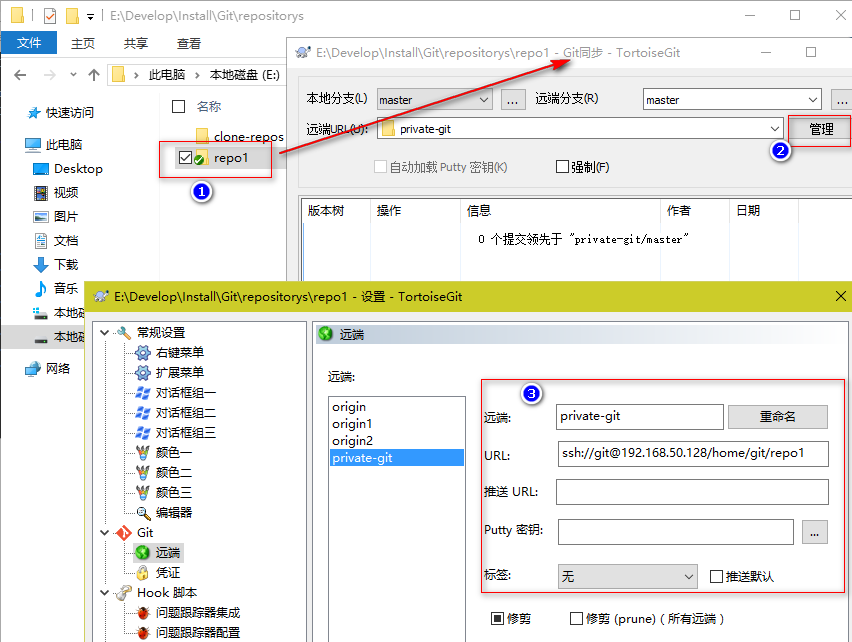 E:\Develop\Install\Git\repositorys
文件 主页 共享 查看
此电脑 本地磁盘 (E:)
快速访问
此电脑
Desktop
视频
图片
文档
下载
音乐
本地磁
本地磁
网络
名称
clone-repos
repo1
1
E:\Develop\Install\Git\repositorys\repo1 - Git同步 - TortoiseGit
本地分支(L) master ... 远端分支(R) master ...
远端URL(U): private-git 管理
2
自动加载 Putty 密钥(K) 强制(F)
版本树 操作 信息 作者 日期
0 个提交领先于 "private-git/master"
E:\Develop\Install\Git\repositorys\repo1 - 设置 - TortoiseGit
常规设置
右键菜单
扩展菜单
对话框组一
对话框组二
对话框组三
颜色一
颜色二
颜色三
编辑器
Git
远端
凭证
Hook 脚本
问题跟踪器集成
问题跟踪器配置
远端
远端:
origin
origin1
origin2
private-git
3
远端: private-git 重命名
URL: ssh://git@192.168.50.128/home/git/repo1
推送 URL:
Putty 密钥: ...
标签: 无 推送默认
修剪 修剪 (prune) ( 所有远端 )